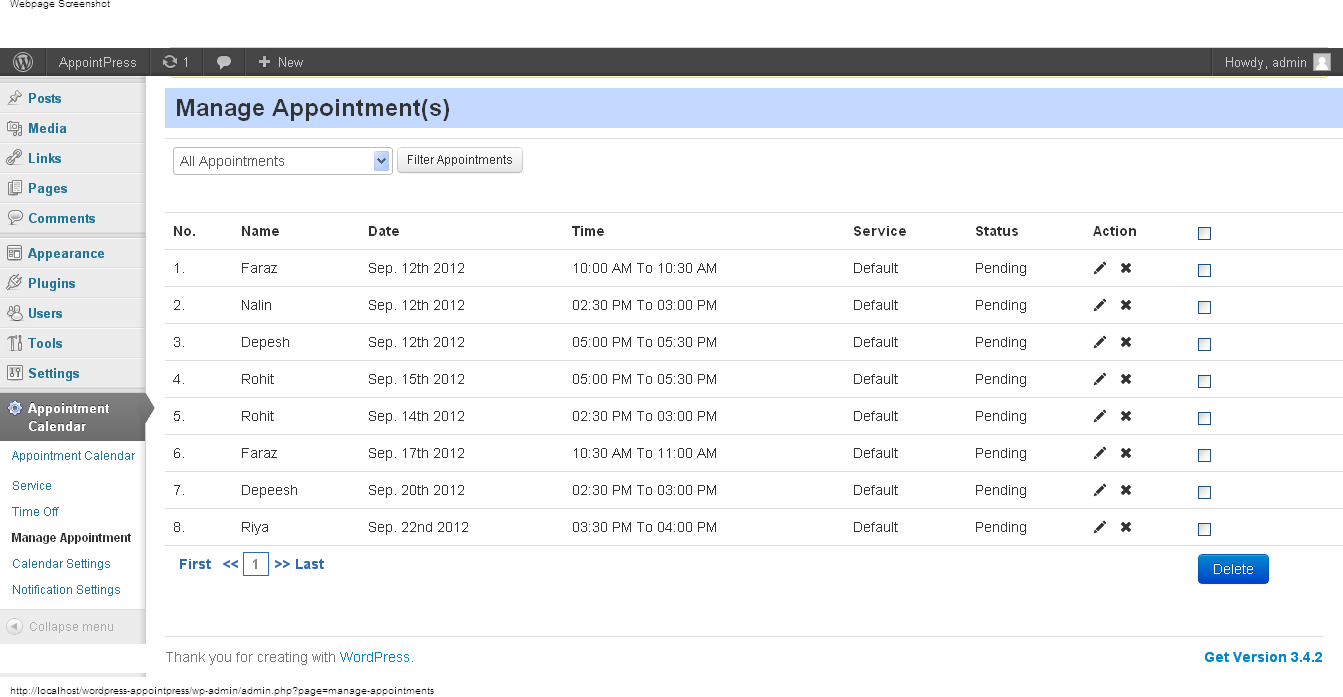 Webpage Screenshot
AppointPress 1 New Howdy, admin
Posts
Media
Links
Pages
Comments
Appearance
Plugins
Users
Tools
Settings
Appointment
Calendar
Appointment Calendar
Service
Time Off
Manage Appointment
Calendar Settings
Notification Settings
Collapse menu
Manage Appointment(s)
All Appointments Filter Appointments
No. Name Date Time Service Status Action
1. Faraz Sep. 12th 2012 10:00 AM To 10:30 AM Default Pending
2. Nalin Sep. 12th 2012 02:30 PM To 03:00 PM Default Pending
3. Depesh Sep. 12th 2012 05:00 PM To 05:30 PM Default Pending
4. Rohit Sep. 15th 2012 05:00 PM To 05:30 PM Default Pending
5. Rohit Sep. 14th 2012 02:30 PM To 03:00 PM Default Pending
6. Faraz Sep. 17th 2012 10:30 AM To 11:00 AM Default Pending
7. Depeesh Sep. 20th 2012 02:30 PM To 03:00 PM Default Pending
8. Riya Sep. 22nd 2012 03:30 PM To 04:00 PM Default Pending
First << 1 >> Last Delete
Thank you for creating with WordPress. Get Version 3.4.2
http://localhost/wordpress-appointpress/wp-admin/admin.php?page=manage-appointments